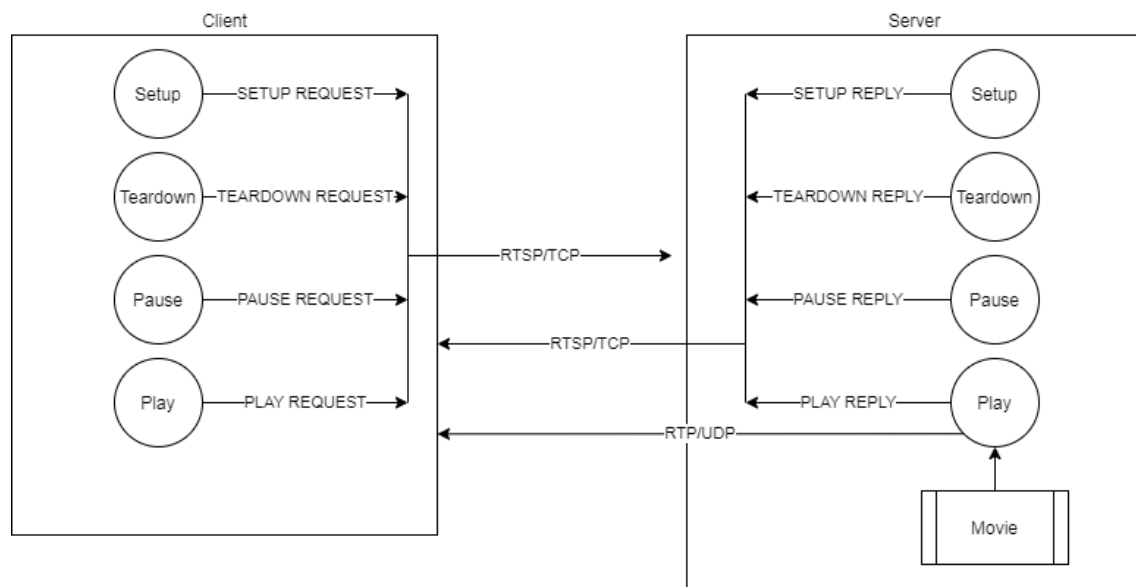 Client
Server
Setup
SETUP REQUEST
SETUP REPLY
Setup
Teardown
TEARDOWN REQUEST
TEARDOWN REPLY
Teardown
RTSP/TCP
Pause
PAUSE REQUEST
PAUSE REPLY
Pause
RTSP/TCP
Play
PLAY REQUEST
PLAY REPLY
Play
RTP/UDP
Movie